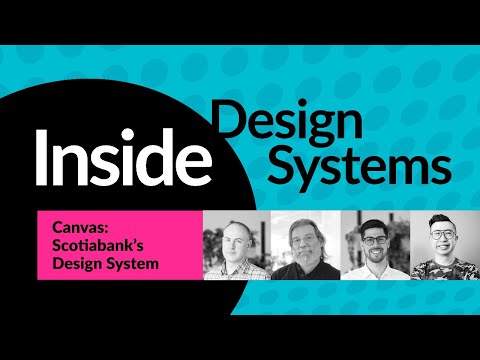 Inside
Design
Systems
Canvas:
Scotiabank's
Design System